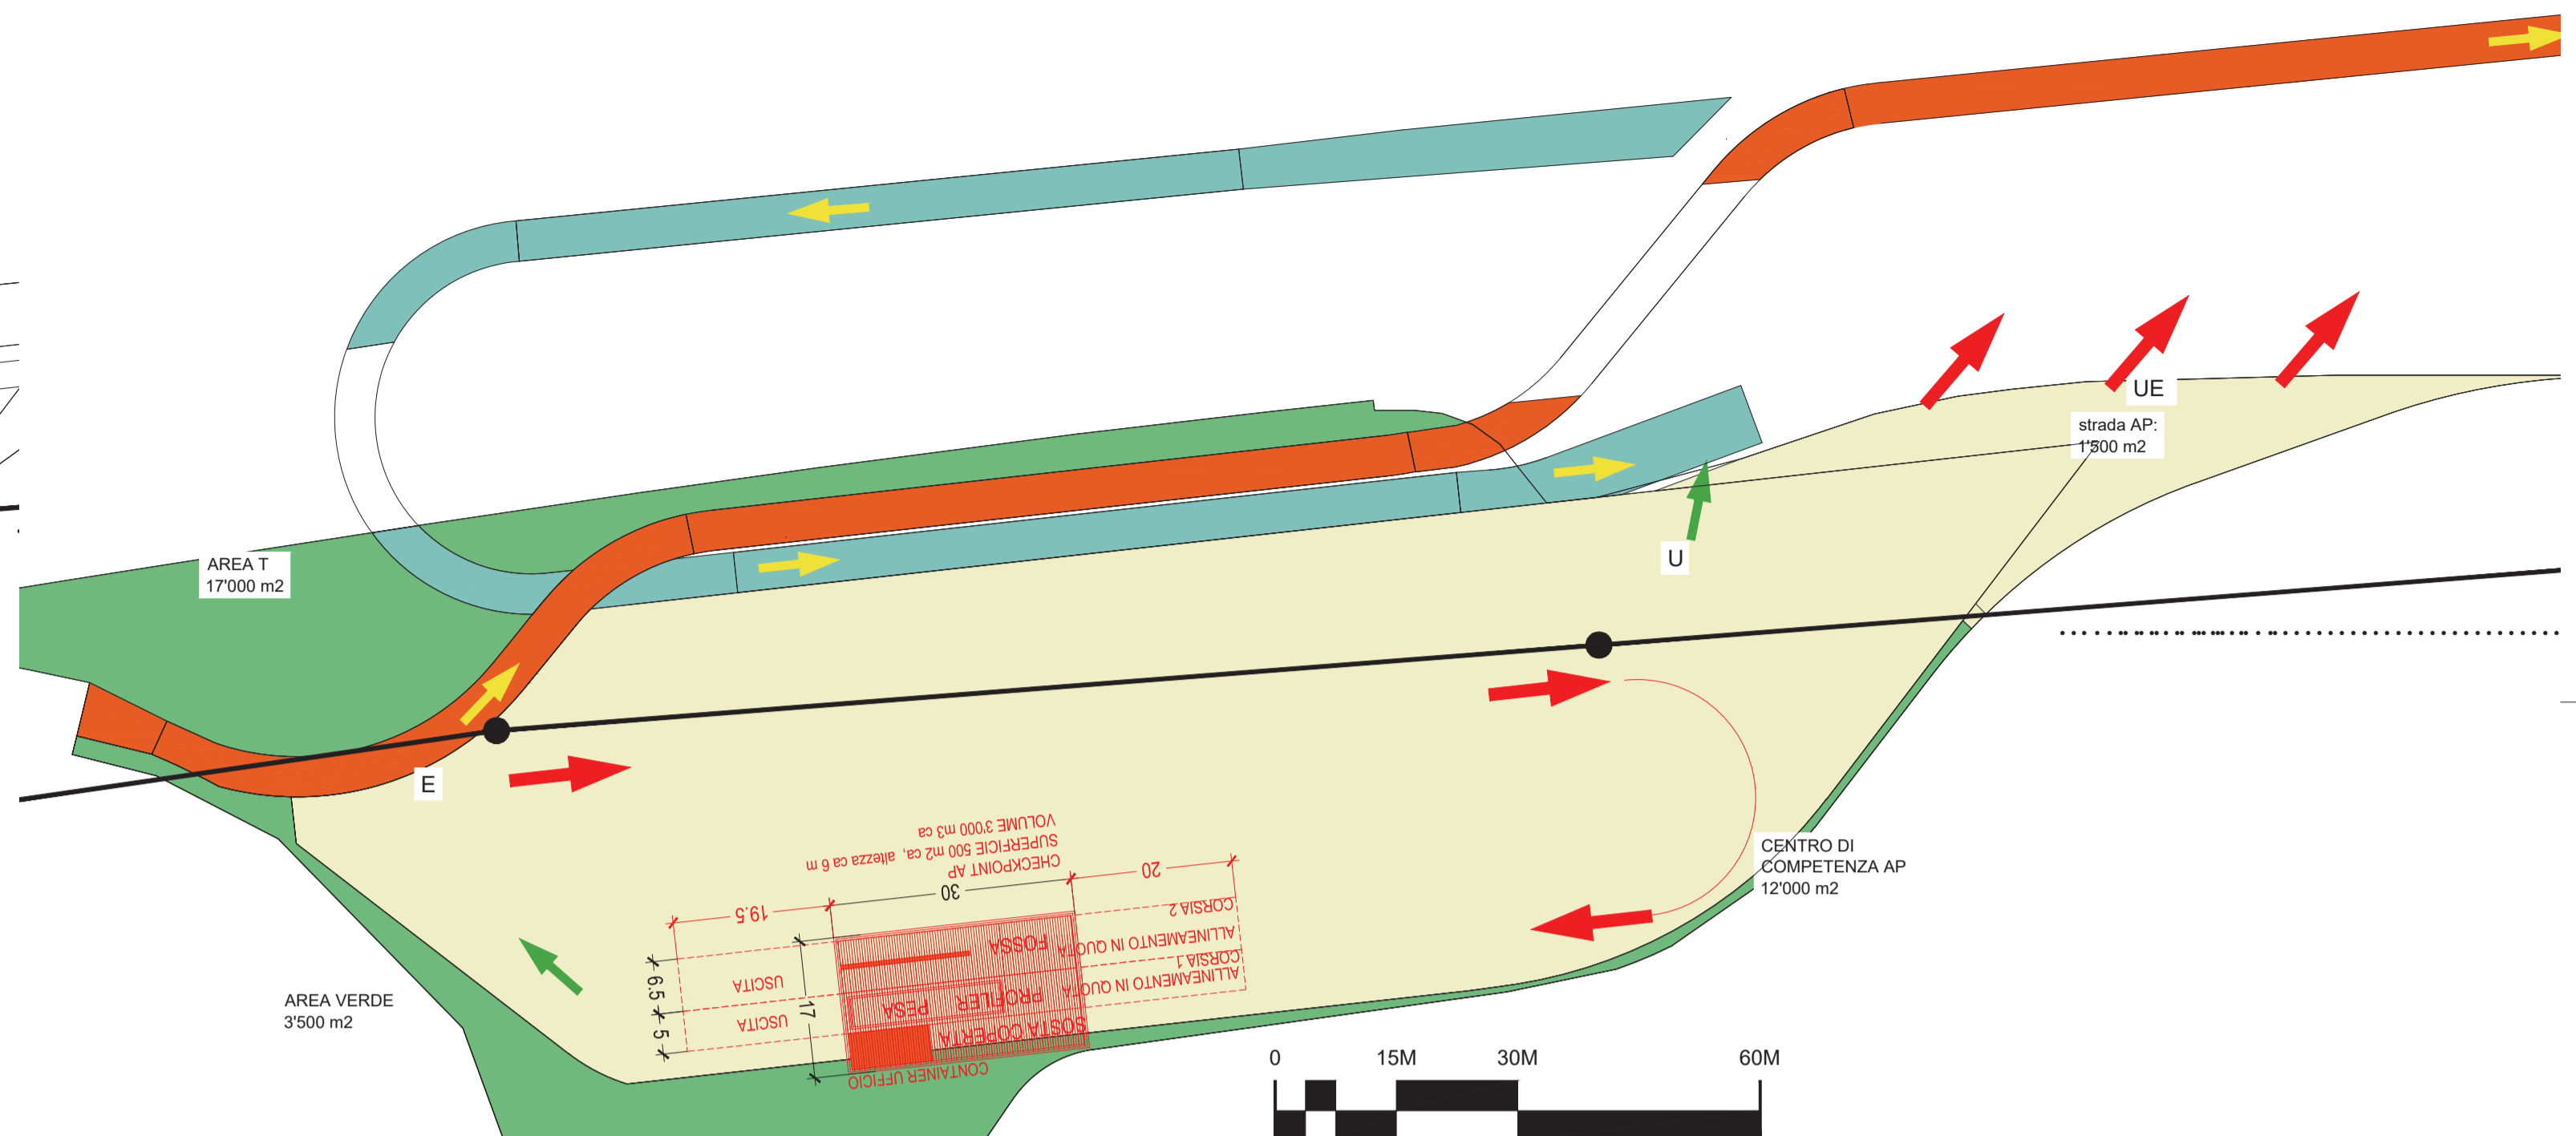 UE
strada AP:
1'500 m2
AREA T
17'000 m2
U
E
CHECKPOINT AP
SUPERFICIE 500 m2 ca, altezza ca 6 m
VOLUME 3'000 m3 ca
20
30
19.5
CORSIA 2
ALLINEAMENTO IN QUOTA
CORSIA 1
ALLINEAMENTO IN QUOTA
FOSSA
PROFILER
PESA
SOSTA COPERTA
CONTAINER UFFICIO
USCITA
USCITA
6.5
5
17
CENTRO DI
COMPETENZA AP
12'000 m2
AREA VERDE
3'500 m2
0
15M
30M
60M